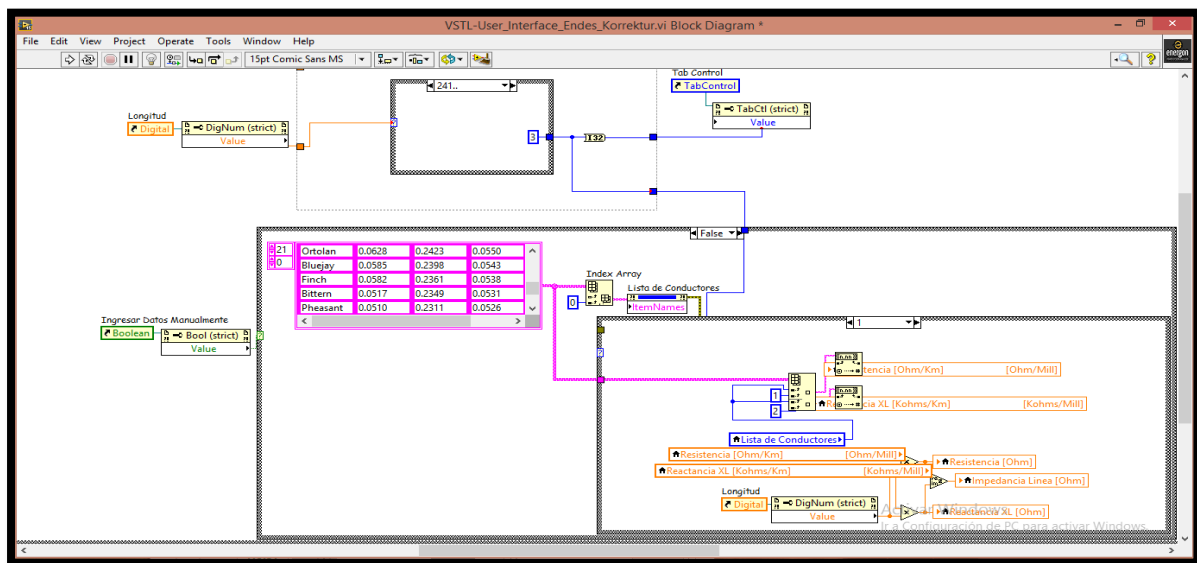 VSTL-User_Interface_Endes_Korrektur.vi Block Diagram *
File Edit View Project Operate Tools Window Help
15pt Comic Sans MS
energon
241..
Tab Control
TabControl
TabCtl (strict)
Value
Longitud
Digital
DigNum (strict)
Value
3
I32
False
21
0
Ortolan 0.0628 0.2423 0.0550
Bluejay 0.0585 0.2398 0.0543
Finch 0.0582 0.2361 0.0538
Bittern 0.0517 0.2349 0.0531
Pheasant 0.0510 0.2311 0.0526
Index Array
0
Lista de Conductores
ItemNames
Ingresar Datos Manualmente
Boolean
Bool (strict)
Value
1
tencia [Ohm/Km] [Ohm/Mill]
cia XL [Kohms/Km] [Kohms/Mill]
1
2
Lista de Conductores
Resistencia [Ohm/Km] [Ohm/Mill]
Reactancia XL [Kohms/Km] [Kohms/Mill]
Resistencia [Ohm]
Impedancia Linea [Ohm]
Longitud
Digital
DigNum (strict)
Value
Reactancia XL [Ohm]
Activar Windows
Ir a Configuración de PC para activar Windows.